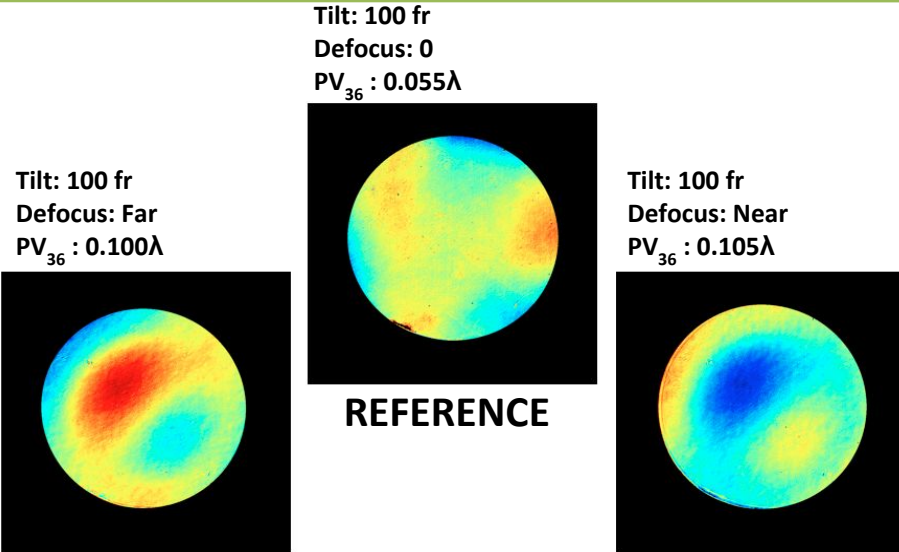 Tilt: 100 fr
Defocus: 0
PV36 : 0.055λ
Tilt: 100 fr
Defocus: Far
PV36 : 0.100λ
Tilt: 100 fr
Defocus: Near
PV36 : 0.105λ
REFERENCE